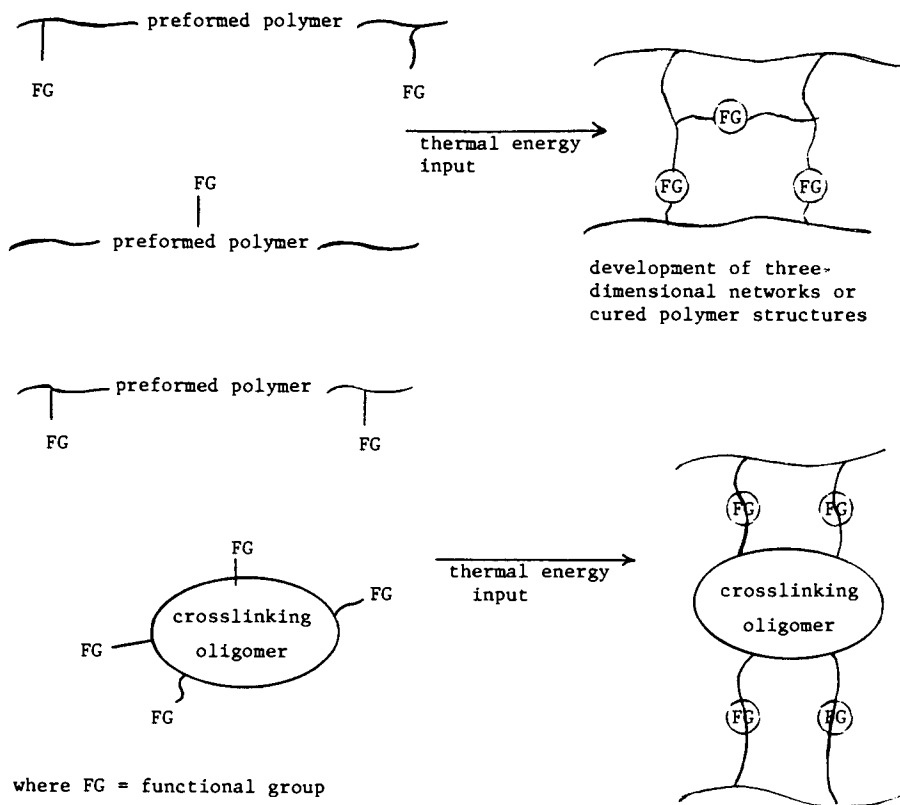 preformed polymer
FG
FG
FG
preformed polymer
thermal energy
input
FG
FG
FG
development of three-
dimensional networks or
cured polymer structures
preformed polymer
FG
FG
FG
FG
FG
FG
crosslinking
oligomer
thermal energy
input
FG
FG
crosslinking
oligomer
FG
FG
where FG = functional group